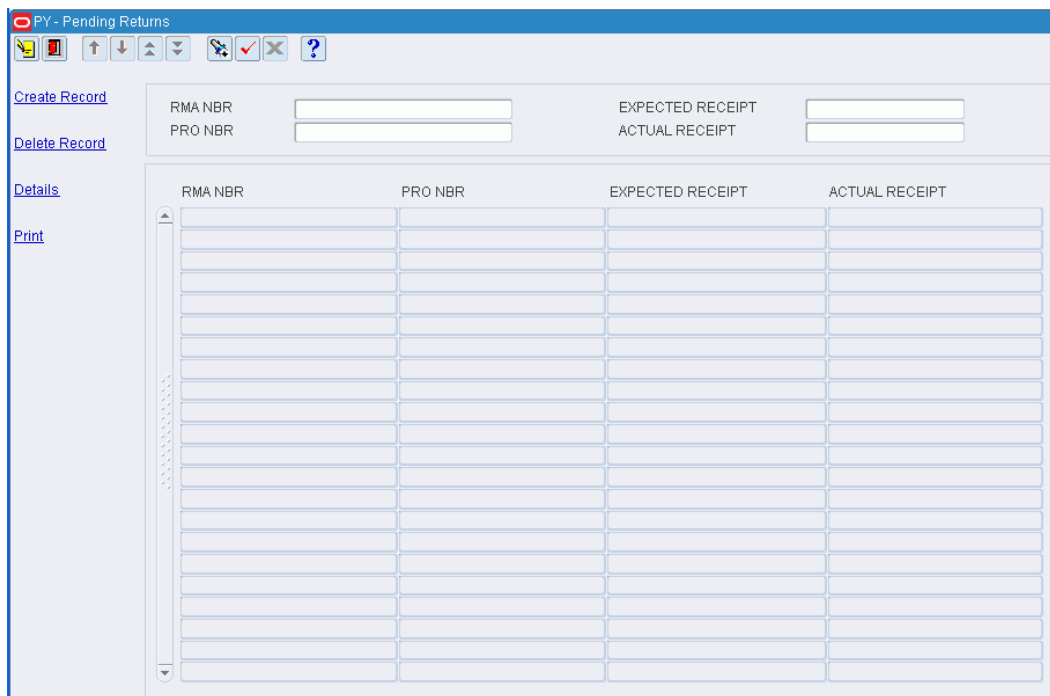 PY - Pending Returns
?
Create Record
Delete Record
Details
Print
RMA NBR
EXPECTED RECEIPT
PRO NBR
ACTUAL RECEIPT
RMA NBR PRO NBR EXPECTED RECEIPT ACTUAL RECEIPT